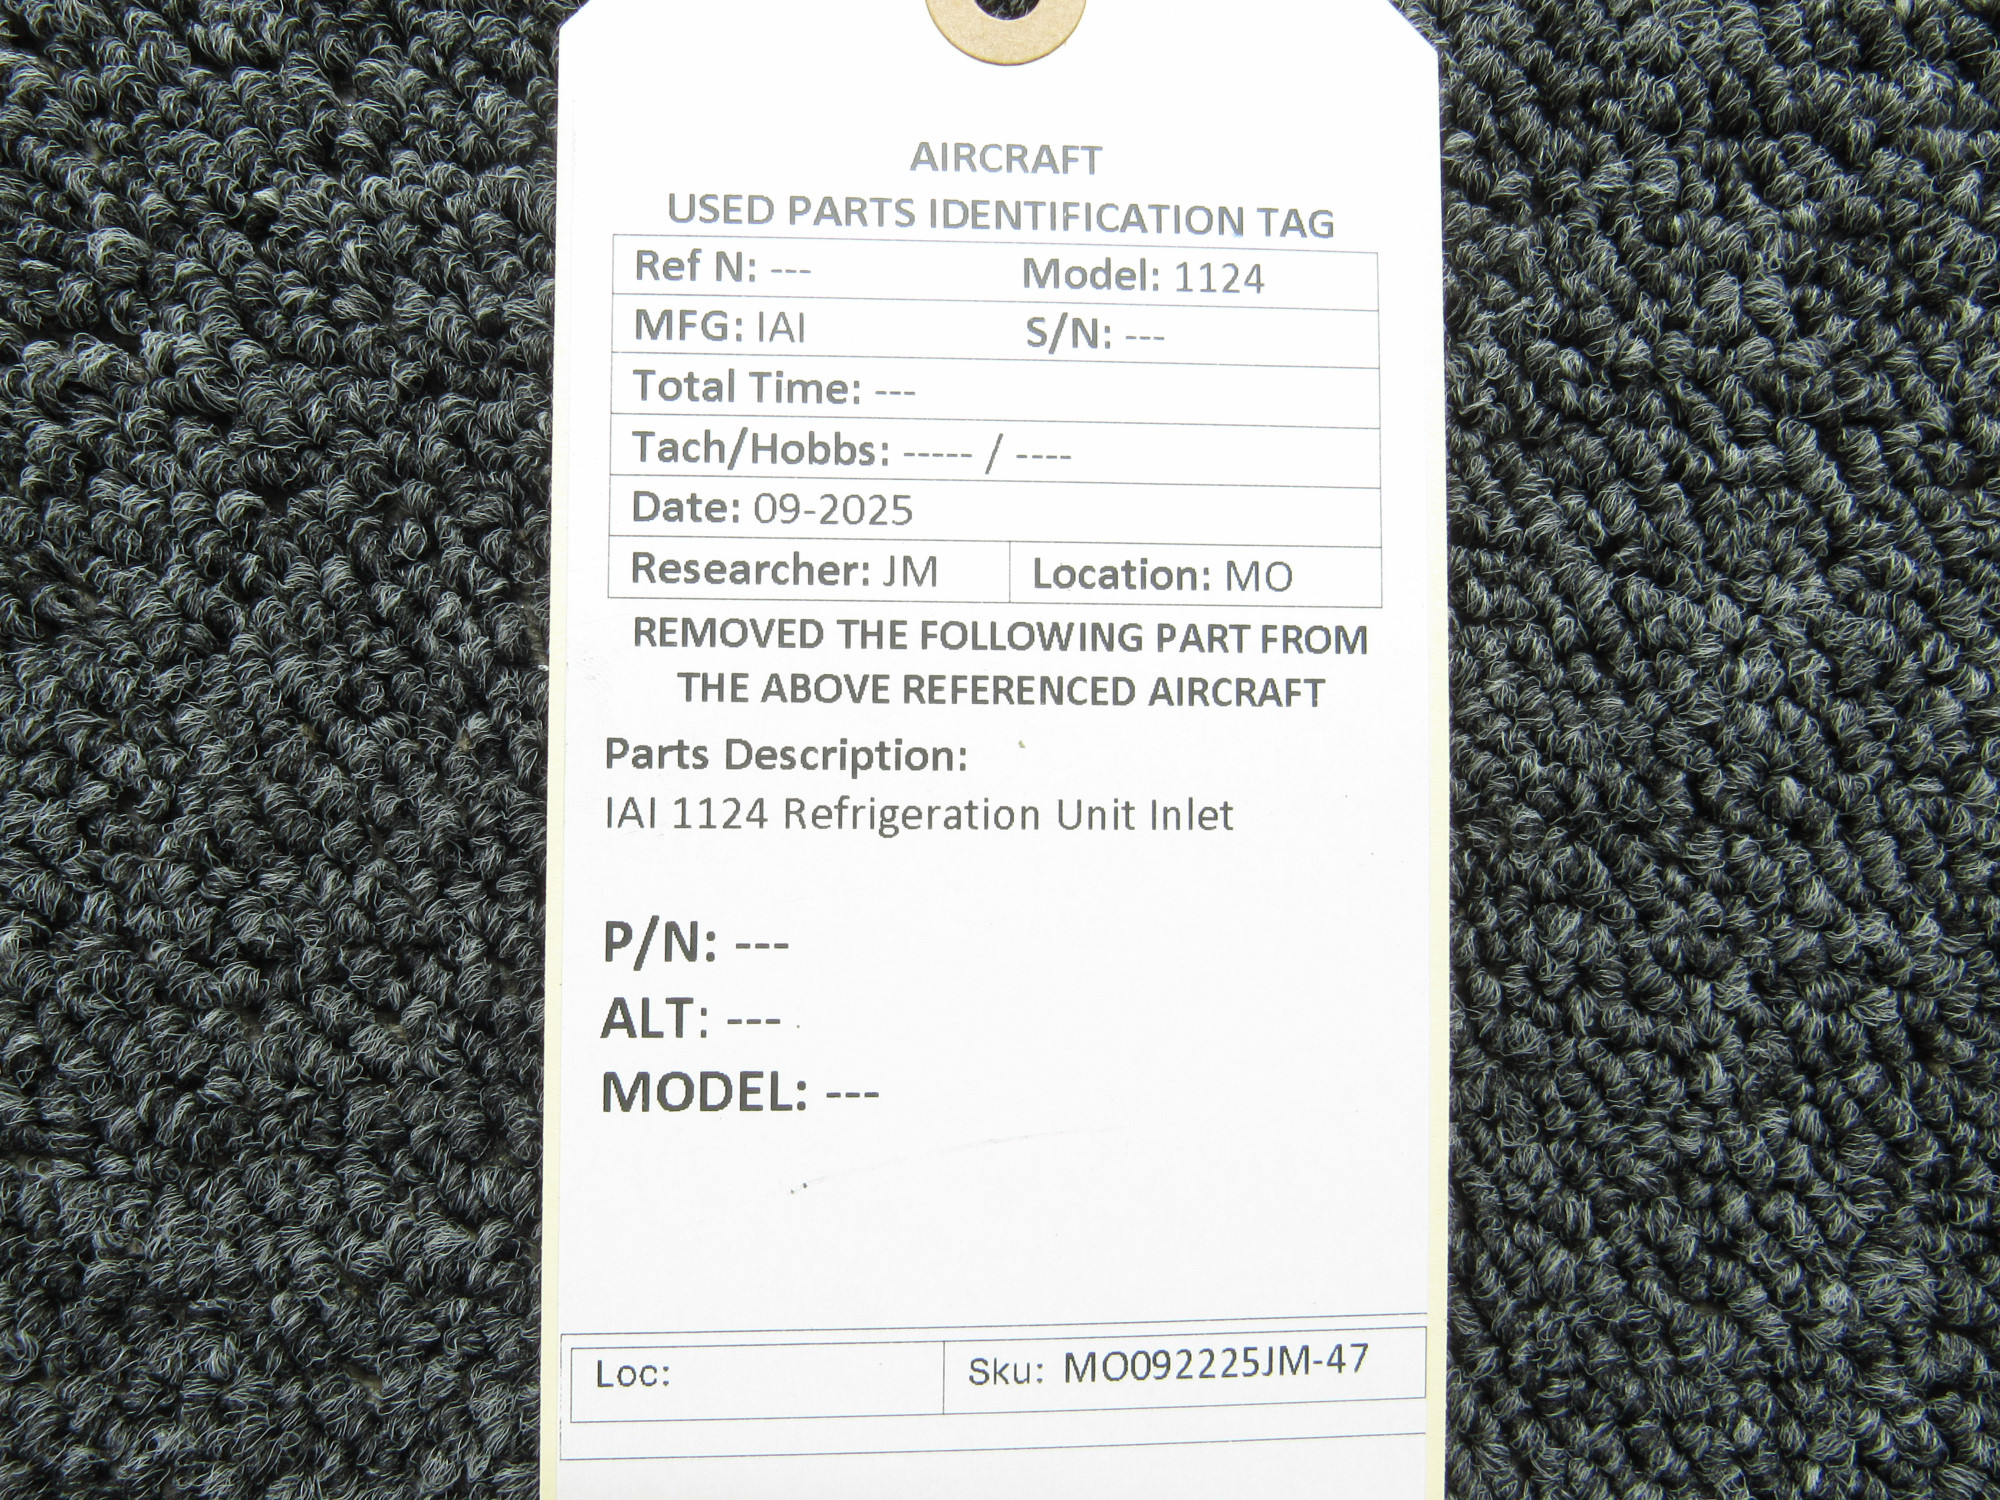 AIRCRAFT
USED PARTS IDENTIFICATION TAG
Ref N: --- Model: 1124
MFG: IAI S/N: ---
Total Time: ---
Tach/Hobbs: ----- / ----
Date: 09-2025
Researcher: JM Location: MO
REMOVED THE FOLLOWING PART FROM
THE ABOVE REFERENCED AIRCRAFT
Parts Description:
IAI 1124 Refrigeration Unit Inlet
P/N: ---
ALT: ---
MODEL: ---
Loc: Sku: MO092225JM-47